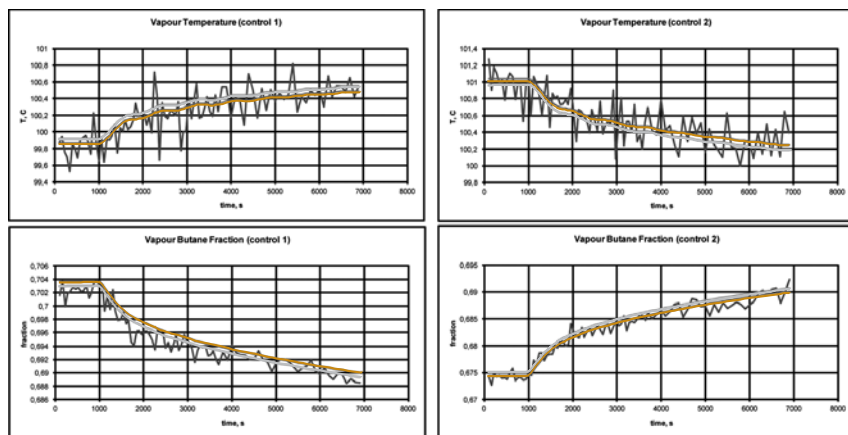 Vapour Temperature (control 1)
101
100,8
100,6
100,4
100,2
100
99,8
99,6
99,4
T, C
0 1000 2000 3000 4000 5000 6000 7000 8000
time, s
Vapour Temperature (control 2)
101,4
101,2
101
100,8
100,6
100,4
100,2
100
99,8
T, C
0 1000 2000 3000 4000 5000 6000 7000 8000
time, s
Vapour Butane Fraction (control 1)
0,706
0,704
0,702
0,7
0,698
0,696
0,694
0,692
0,69
0,688
0,686
fraction
0 1000 2000 3000 4000 5000 6000 7000 8000
time, s
Vapour Butane Fraction (control 2)
0,695
0,69
0,685
0,68
0,675
0,67
fraction
0 1000 2000 3000 4000 5000 6000 7000 8000
time, s